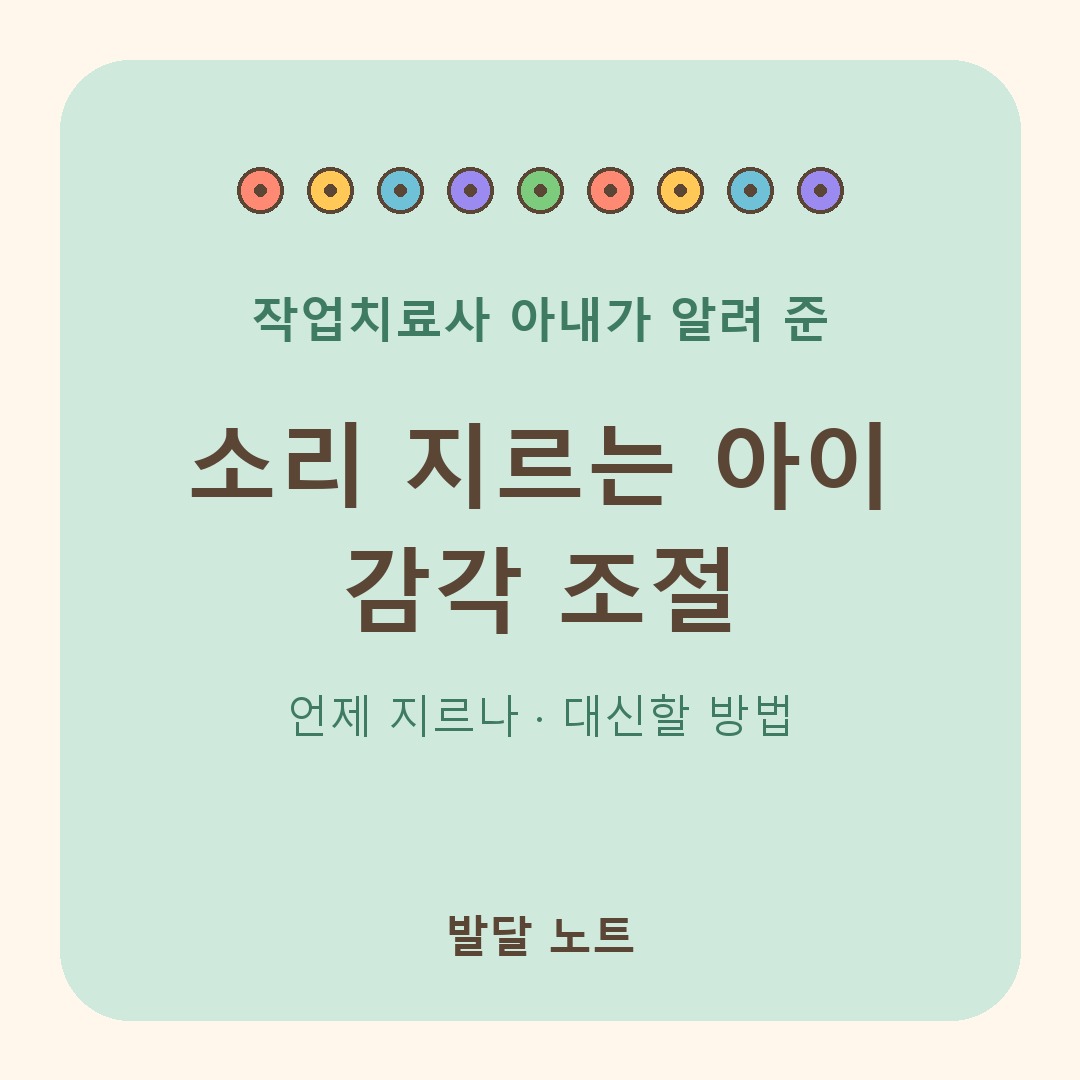 작업치료사 아내가 알려 준
소리 지르는 아이
감각 조절
언제 지르나 · 대신할 방법
발달 노트